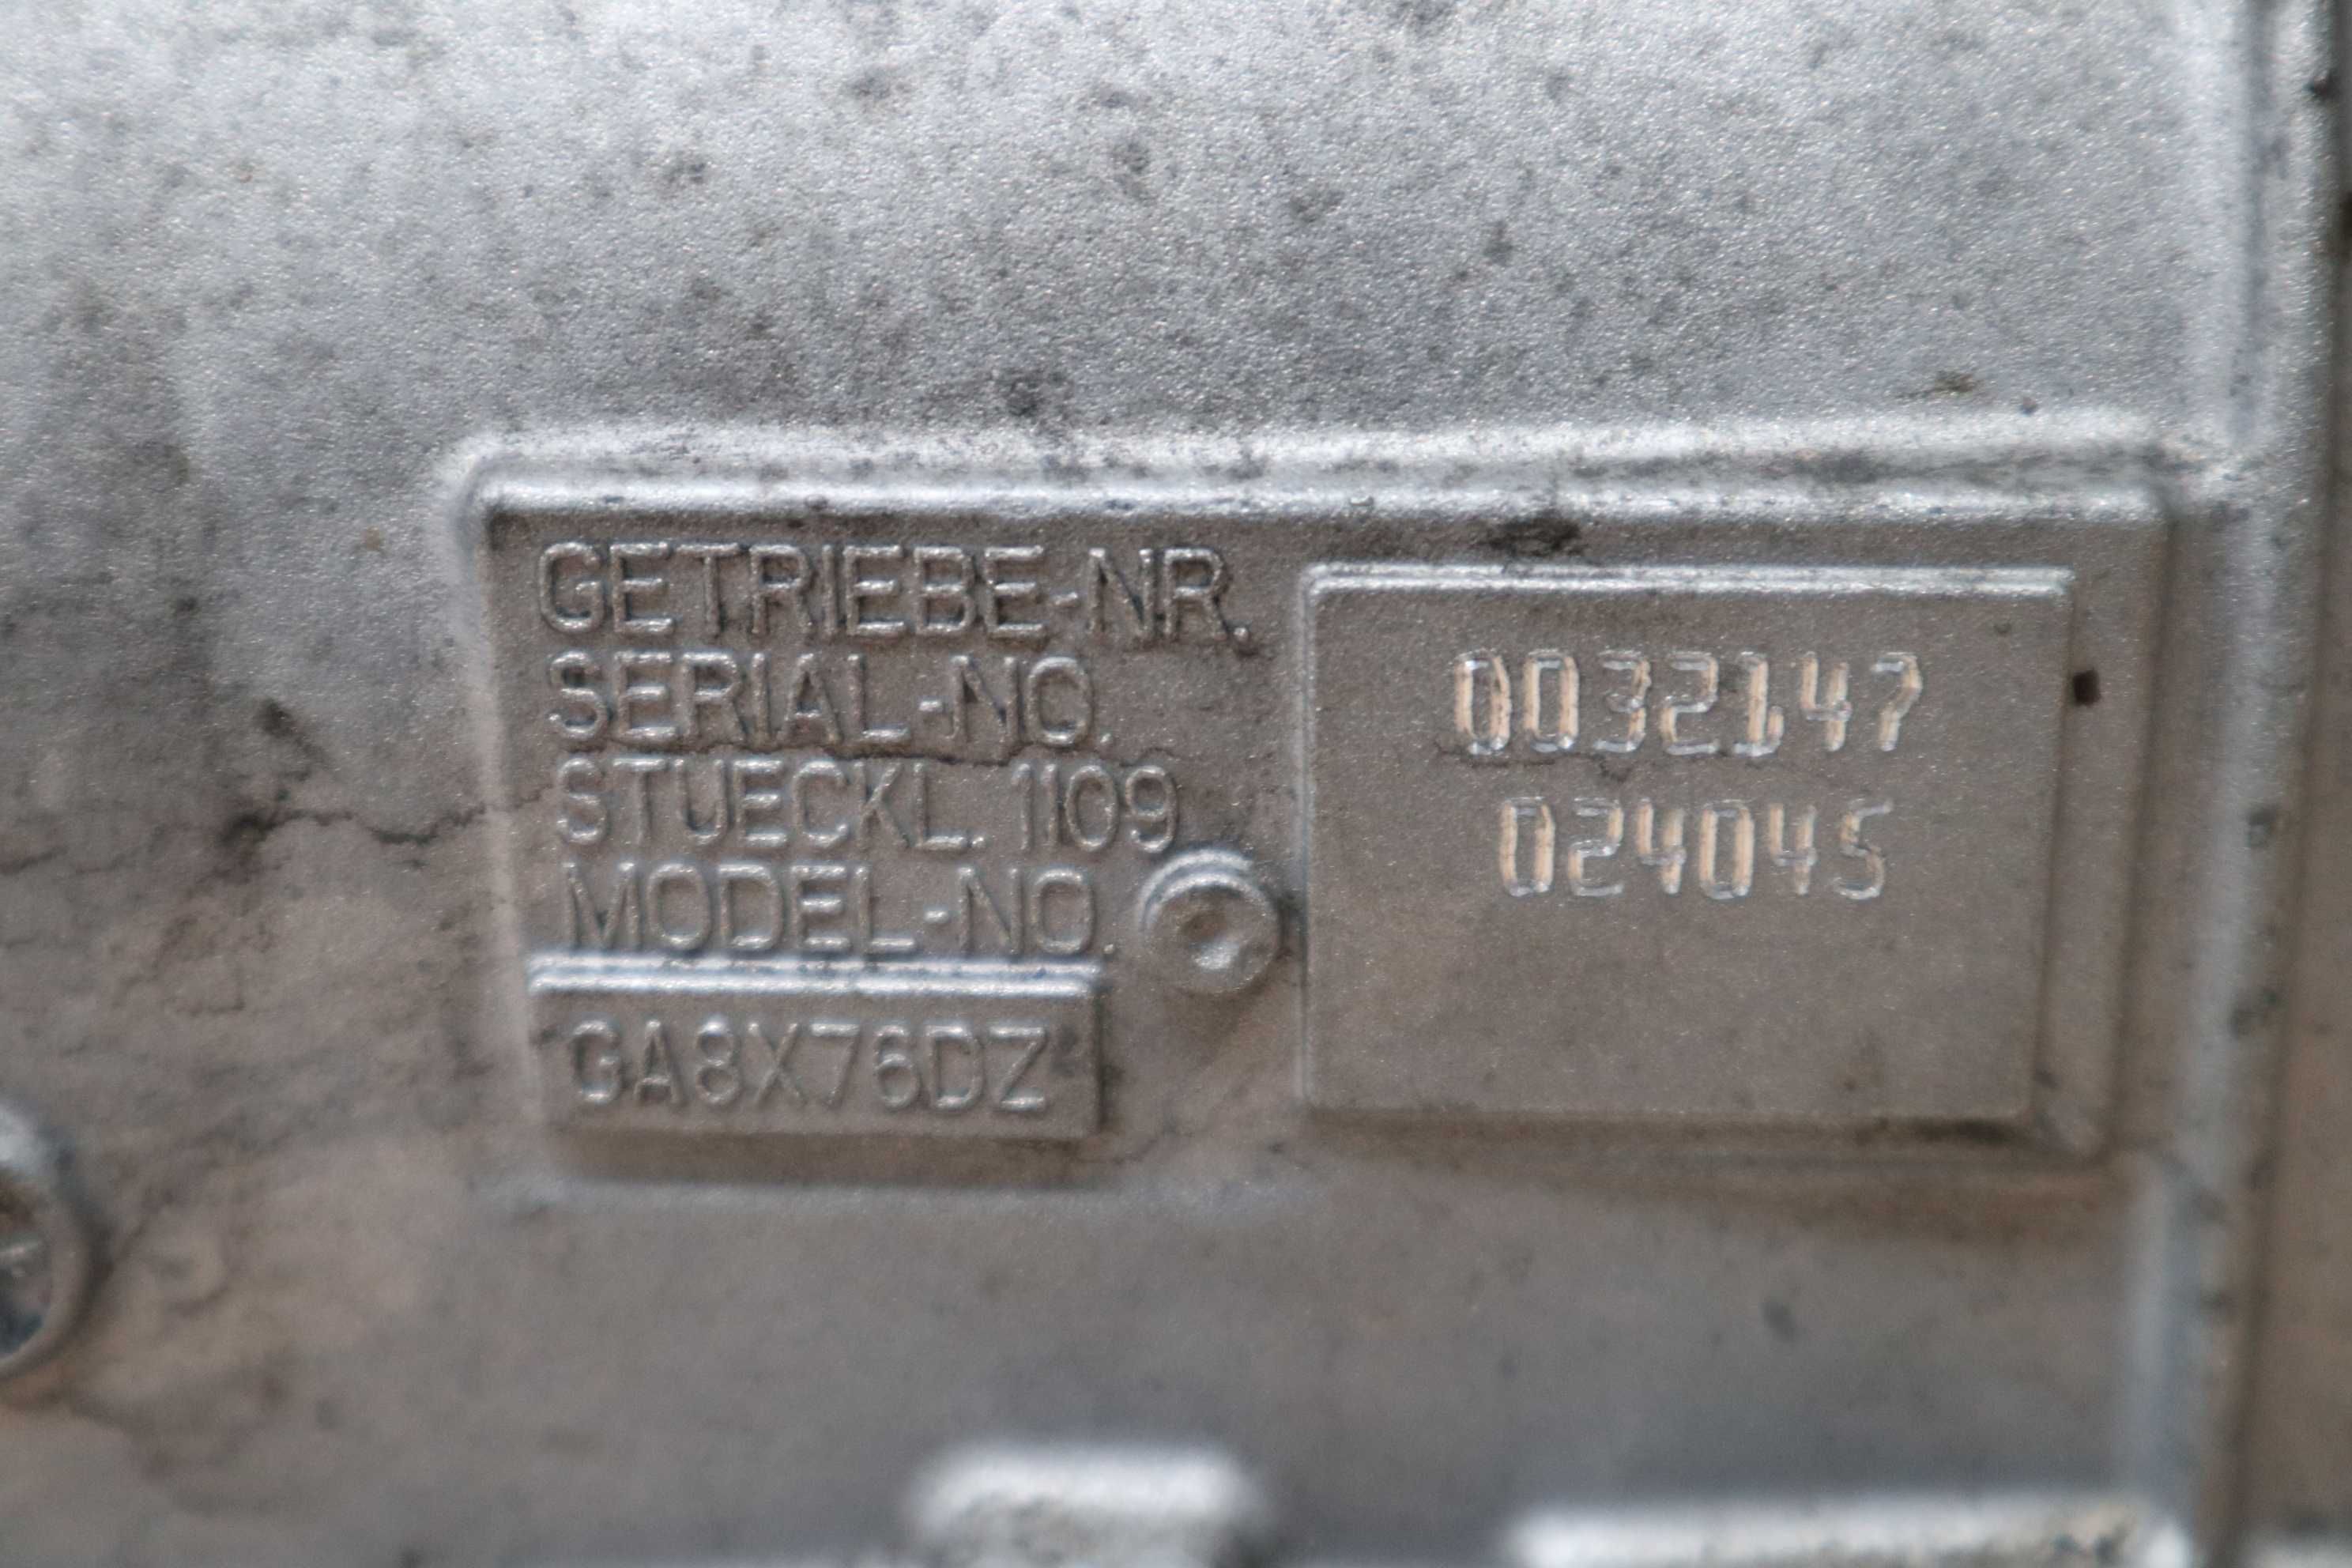 GETRIEBE-NR.
SERIAL-NO.
0032147
STUECKL. 1109
024045
MODEL-NO.
GA8X76DZ